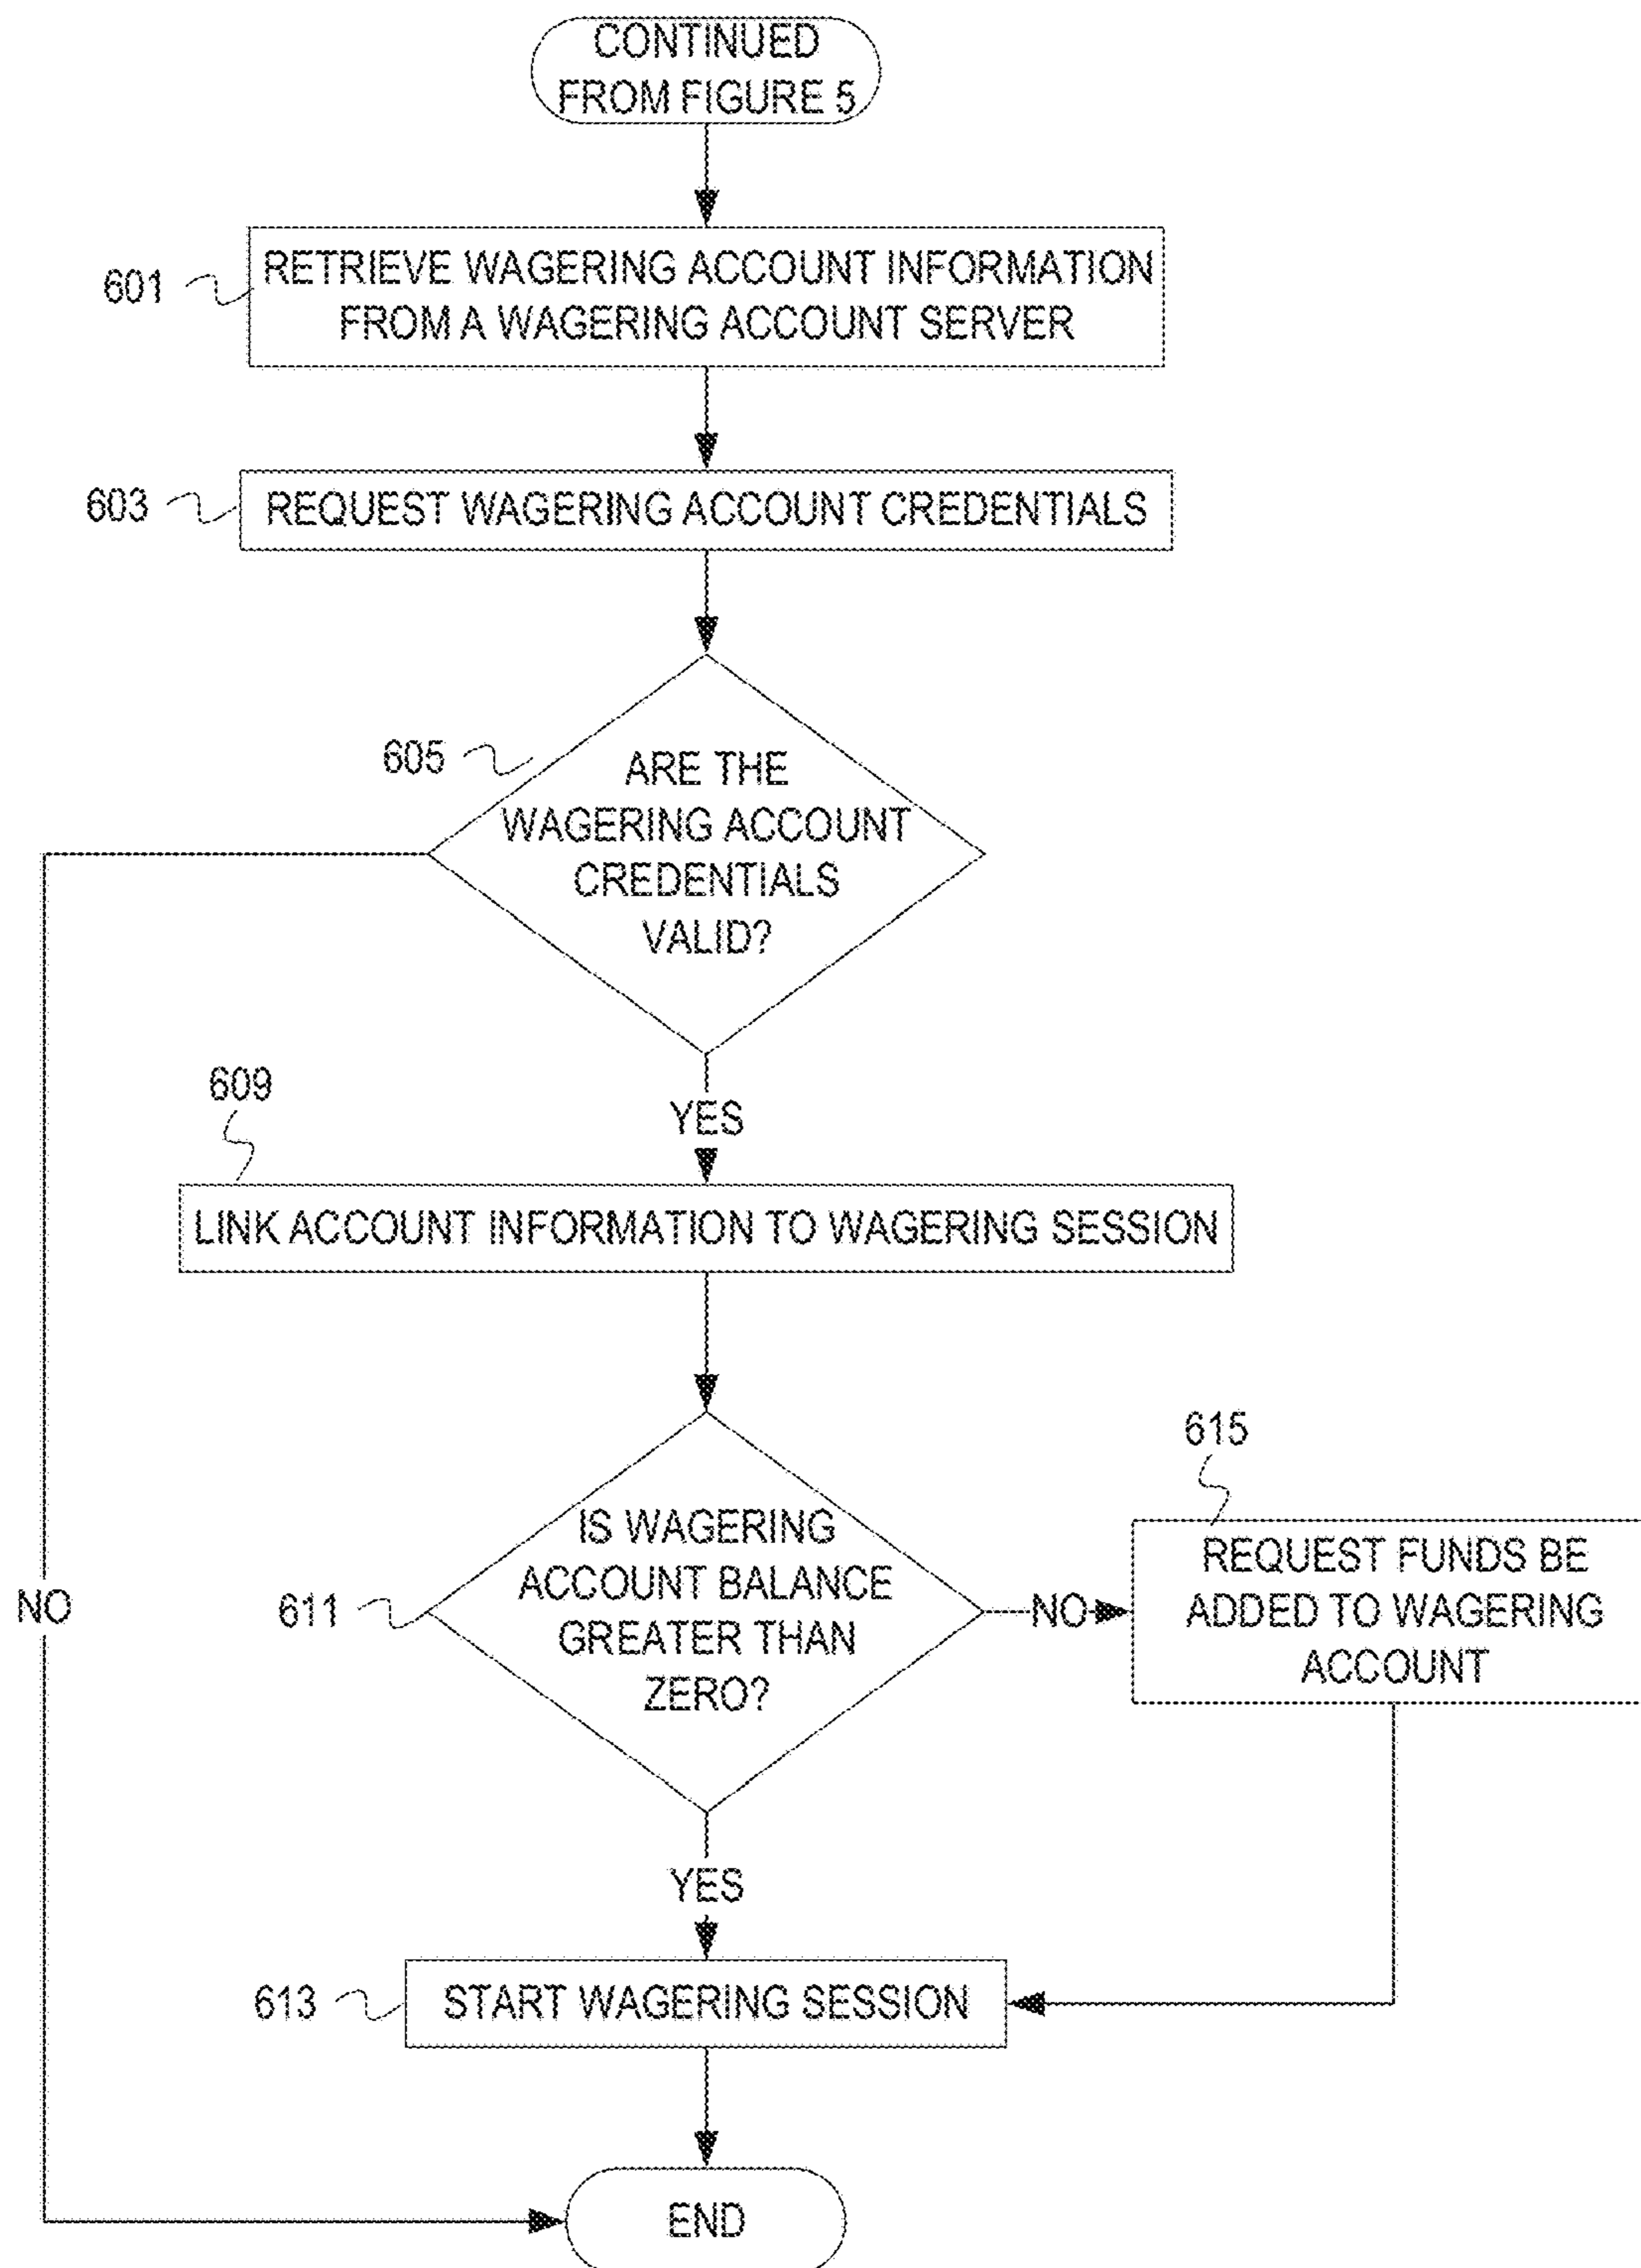 CONTINUED
FROM FIGURE 5
601
RETRIEVE WAGERING ACCOUNT INFORMATION
FROM A WAGERING ACCOUNT SERVER
603
REQUEST WAGERING ACCOUNT CREDENTIALS
605
ARE THE
WAGERING ACCOUNT
CREDENTIALS
VALID?
609
YES
LINK ACCOUNT INFORMATION TO WAGERING SESSION
611
IS WAGERING
ACCOUNT BALANCE
GREATER THAN
ZERO?
NO
615
REQUEST FUNDS BE
ADDED TO WAGERING
ACCOUNT
NO
YES
613
START WAGERING SESSION
END